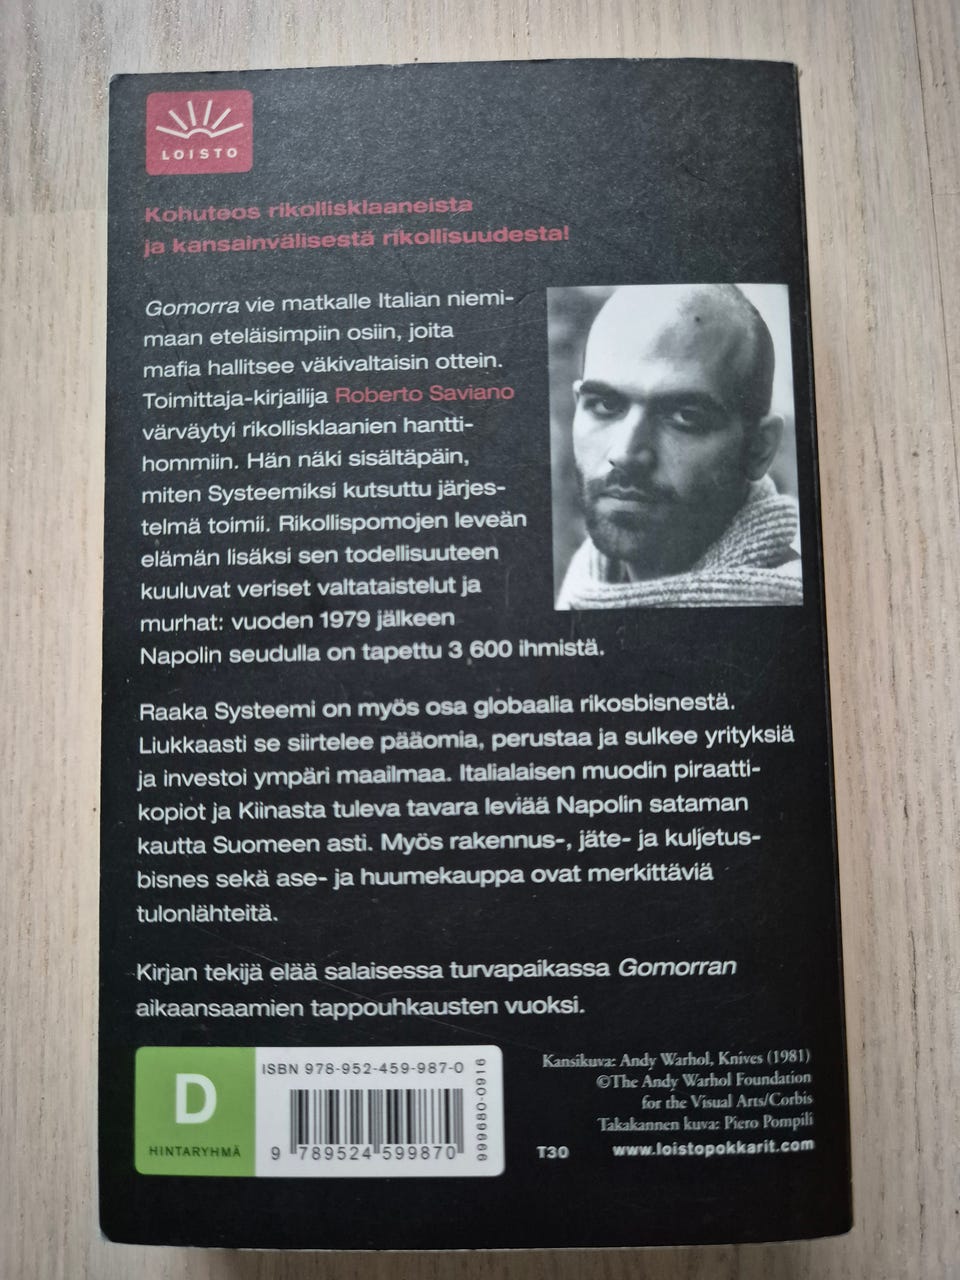 LOISTO
Kohuteos rikollisklaaneista
ja kansainvälisestä rikollisuudesta!
Gomorra vie matkalle Italian niemi-
maan eteläisimpiin osiin, joita
mafia hallitsee väkivaltaisin ottein.
Toimittaja-kirjailija Roberto Saviano
värväytyi rikollisklaanien hantti-
hommiin. Hän näki sisältäpäin,
miten Systeemiksi kutsuttu järjes-
telmä toimii. Rikollispomojen leveän
elämän lisäksi sen todellisuuteen
kuuluvat veriset valtataistelut ja
murhat: vuoden 1979 jälkeen
Napolin seudulla on tapettu 3 600 ihmistä.
Raaka Systeemi on myös osa globaalia rikosbisnestä.
Liukkaasti se siirtelee pääomia, perustaa ja sulkee yrityksiä
ja investoi ympäri maailmaa. Italialaisen muodin piraatti-
kopiot ja Kiinasta tuleva tavara leviää Napolin sataman
kautta Suomeen asti. Myös rakennus-, jäte- ja kuljetus-
bisnes sekä ase- ja huumekauppa ovat merkittäviä
tulonlähteitä.
Kirjan tekijä elää salaisessa turvapaikassa Gomorran
aikaansaamien tappouhkausten vuoksi.
D
HINTARYHMÄ
ISBN 978-952-459-987-0
9 789524 599870
999680-0916
Kansikuva: Andy Warhol, Knives (1981)
©The Andy Warhol Foundation
for the Visual Arts/Corbis
Takakannen kuva: Piero Pompili
T30 www.loistopokkarit.com